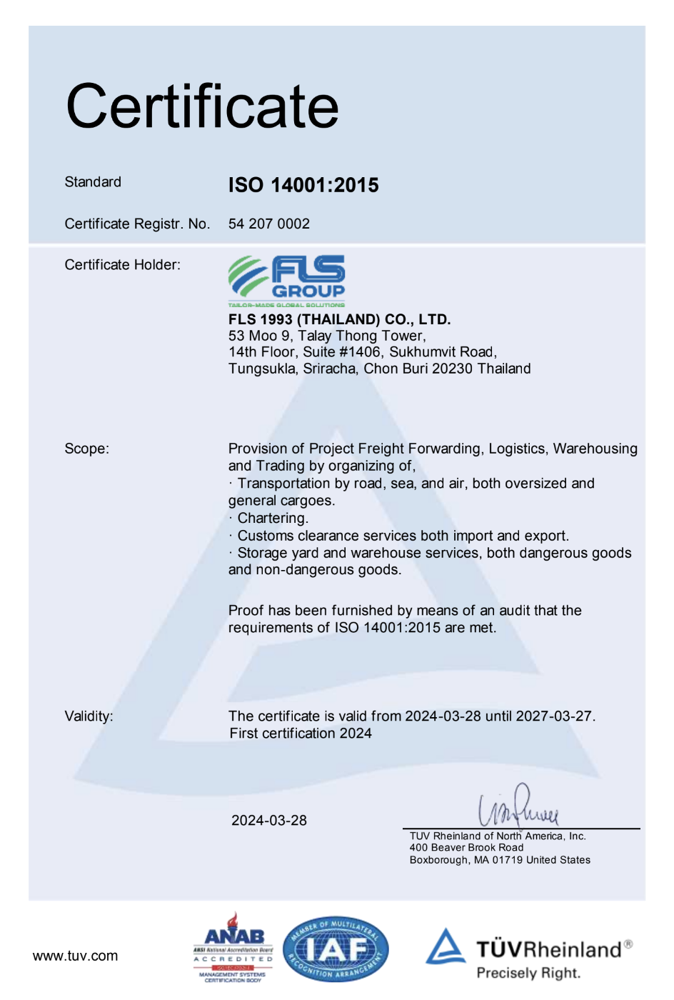 Certificate
Standard
ISO 14001:2015
Certificate Registr. No.
54 207 0002
Certificate Holder:
FLS
GROUP
TAILOR-MADE GLOBAL SOLUTIONS
FLS 1993 (THAILAND) CO., LTD.
53 Moo 9, Talay Thong Tower,
14th Floor, Suite #1406, Sukhumvit Road,
Tungsukla, Sriracha, Chon Buri 20230 Thailand
Scope:
Provision of Project Freight Forwarding, Logistics, Warehousing
and Trading by organizing of,
· Transportation by road, sea, and air, both oversized and
general cargoes.
· Chartering.
· Customs clearance services both import and export.
· Storage yard and warehouse services, both dangerous goods
and non-dangerous goods.
Proof has been furnished by means of an audit that the
requirements of ISO 14001:2015 are met.
Validity:
The certificate is valid from 2024-03-28 until 2027-03-27.
First certification 2024
2024-03-28
TUV Rheinland of North America, Inc.
400 Beaver Brook Road
Boxborough, MA 01719 United States
www.tuv.com
ANAB
ANSI National Accreditation Board
ACCREDITED
MANAGEMENT SYSTEMS
CERTIFICATION BODY
MEMBER OF MULTILATERAL
IAF
RECOGNITION ARRANGEMENT
TÜVRheinland®
Precisely Right.